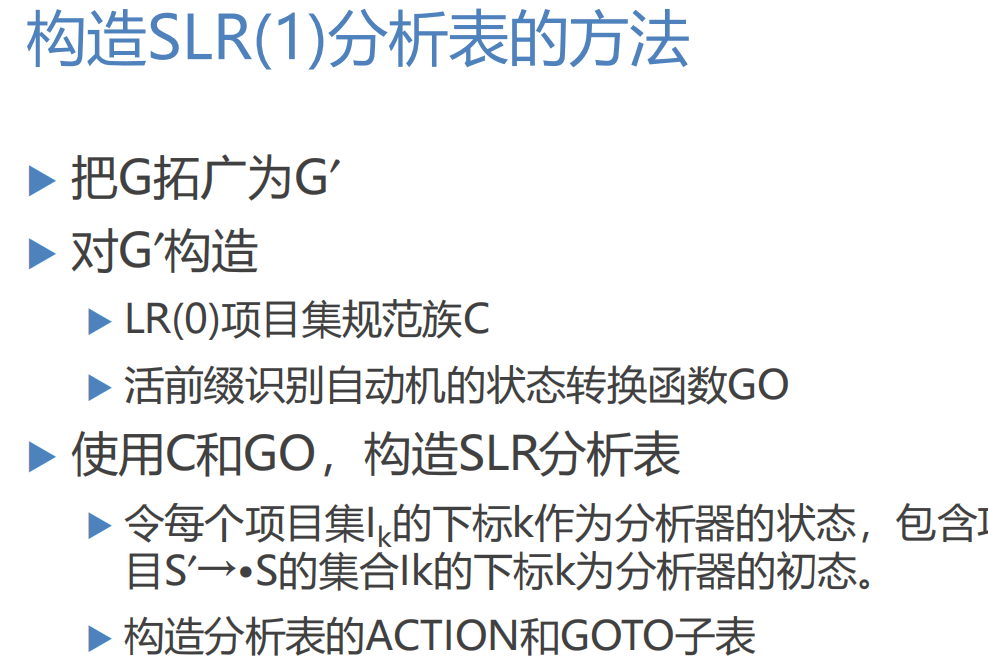 构造SLR(1)分析表的方法
把G拓广为G′
对G′构造
LR(0)项目集规范族C
活前缀识别自动机的状态转换函数GO
使用C和GO，构造SLR分析表
令每个项目集Ik的下标k作为分析器的状态，包含
目S′→•S的集合Ik的下标k为分析器的初态。
构造分析表的ACTION和GOTO子表